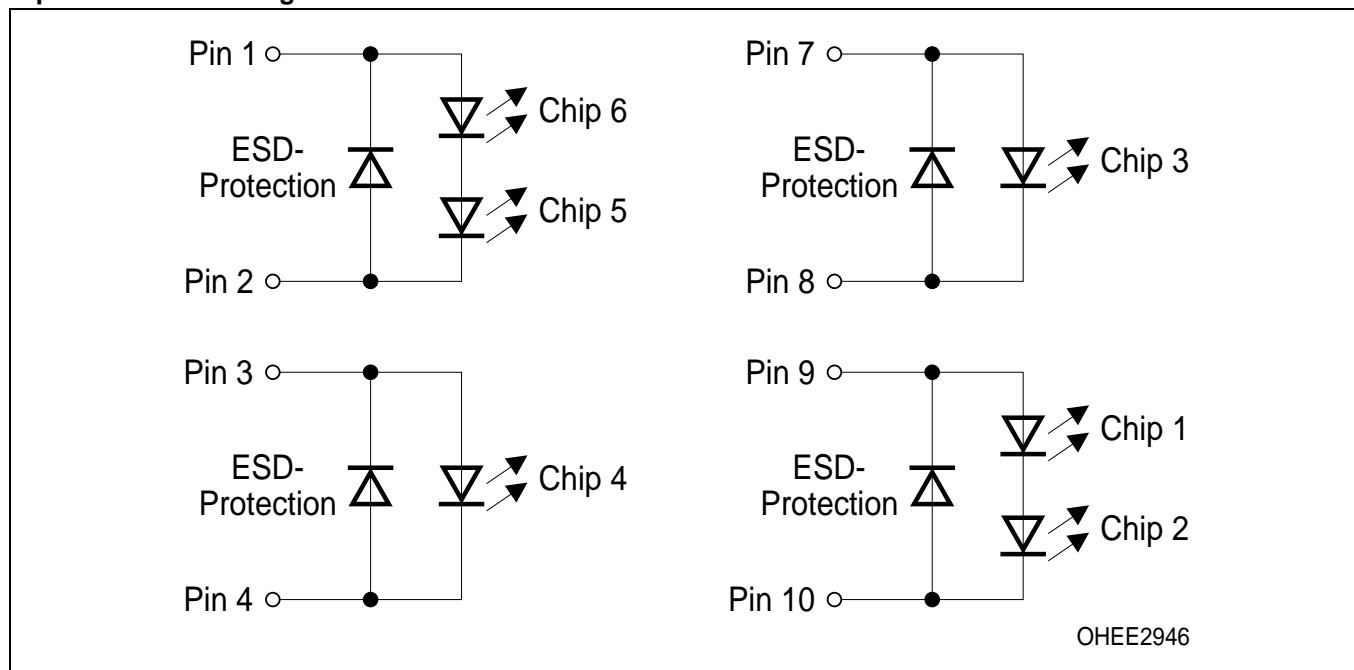 Pin 1
Chip 6
ESD-
Protection
Chip 5
Pin 2
Pin 7
ESD-
Protection
Chip 3
Pin 8
Pin 3
ESD-
Protection
Chip 4
Pin 4
Pin 9
Chip 1
ESD-
Protection
Chip 2
Pin 10
OHEE2946